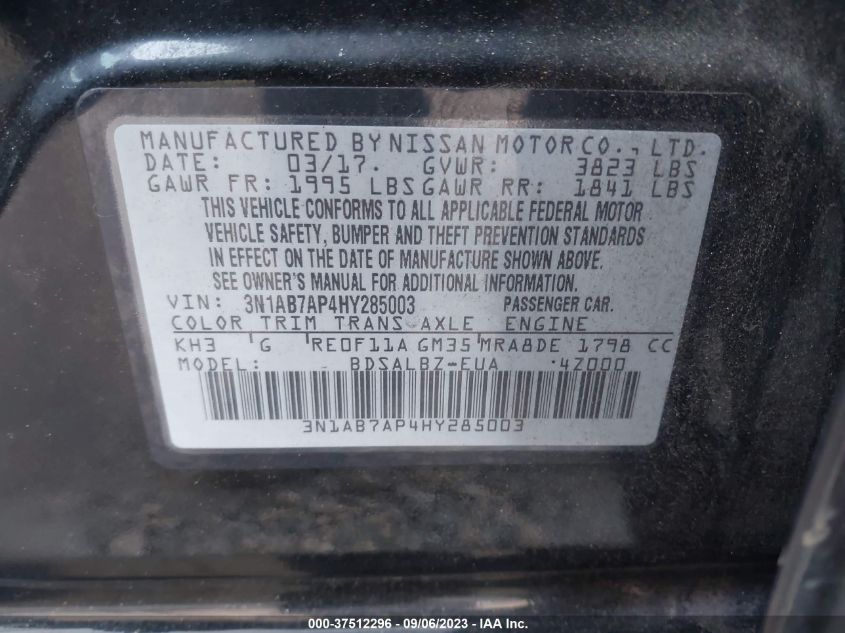 MANUFACTURED BY NISSAN MOTOR CO., LTD.
DATE: 03/17. GVWR: 3823 LBS
GAWR FR: 1995 LBS GAWR RR: 1841 LBS
THIS VEHICLE CONFORMS TO ALL APPLICABLE FEDERAL MOTOR
VEHICLE SAFETY, BUMPER AND THEFT PREVENTION STANDARDS
IN EFFECT ON THE DATE OF MANUFACTURE SHOWN ABOVE.
SEE OWNER'S MANUAL FOR ADDITIONAL INFORMATION.
VIN: 3N1AB7AP4HY285003 PASSENGER CAR.
COLOR TRIM TRANS AXLE ENGINE
KH3 'G 'RE0F11A GM35'MRA8DE 1798 CC
MODEL: BDSALBZ-EUA ·4Z000
3N1AB7AP4HY285003
000-37512296 - 09/06/2023 - IAAI.COM